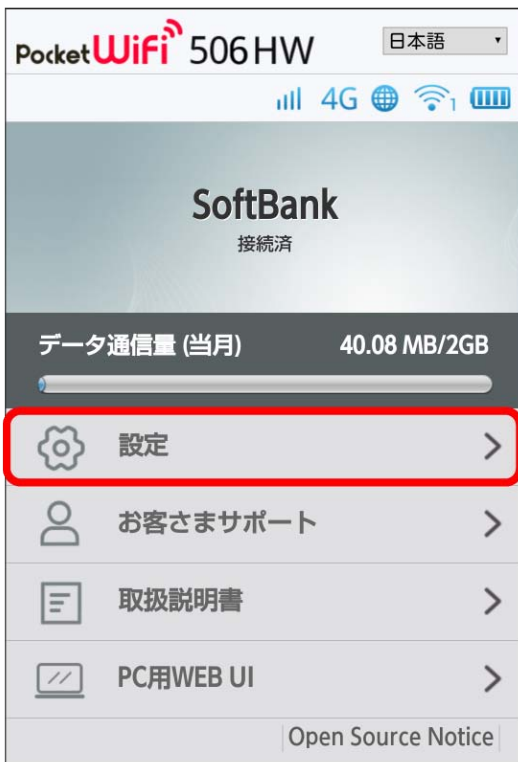 Pocket WiFi 506HW
日本語
4G
1
SoftBank
接続済
データ通信量 (当月) 40.08 MB/2GB
設定
お客さまサポート
取扱説明書
PC用WEB UI
Open Source Notice